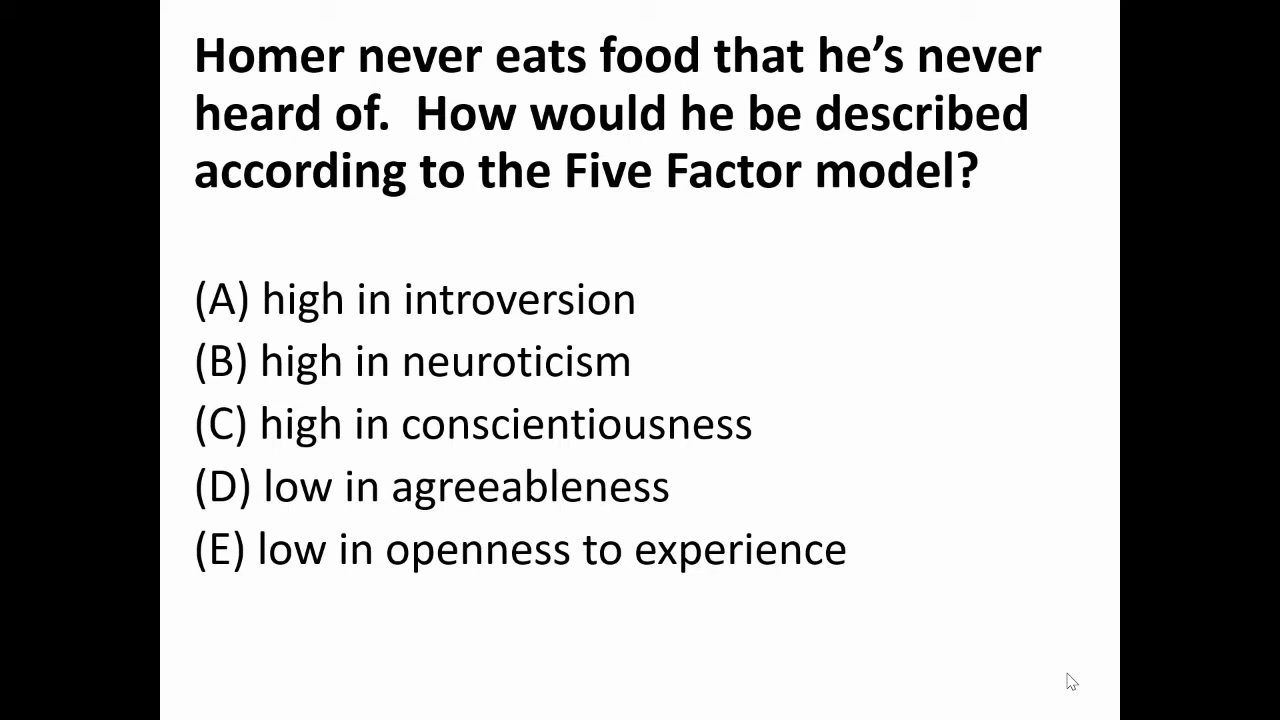 Homer never eats food that he’s never
heard of.  How would he be described
according to the Five Factor model?
(A) high in introversion
(B) high in neuroticism
(C) high in conscientiousness
(D) low in agreeableness
(E) low in openness to experience